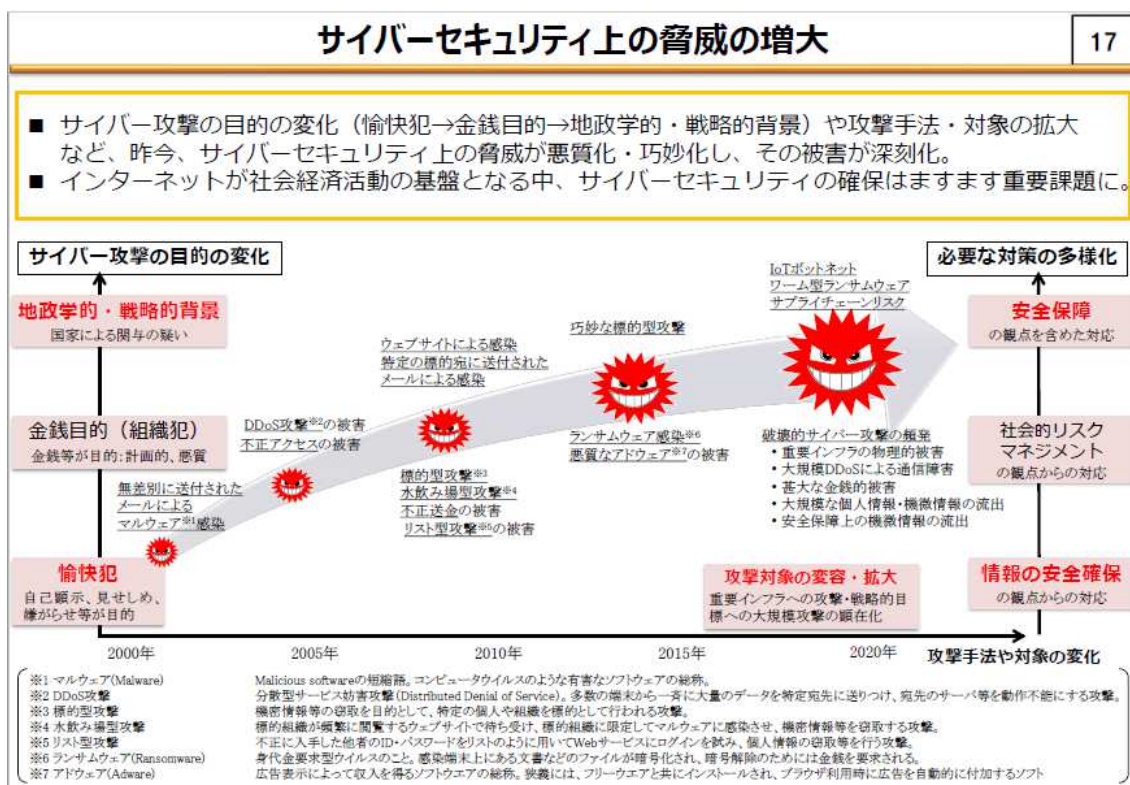 サイバーセキュリティ上の脅威の増大
17
■ サイバー攻撃の目的の変化（愉快犯→金銭目的→地政学的・戦略的背景）や攻撃手法・対象の拡大
など、昨今、サイバーセキュリティ上の脅威が悪質化・巧妙化し、その被害が深刻化。
■ インターネットが社会経済活動の基盤となる中、サイバーセキュリティの確保はますます重要課題に。
サイバー攻撃の目的の変化
地政学的・戦略的背景
国家による関与の疑い
金銭目的（組織犯）
金銭等が目的：計画的、悪質
愉快犯
自己顕示、見せしめ、
嫌がらせ等が目的
無差別に送付された
メールによる
マルウェア※1感染
DDoS攻撃※2の被害
不正アクセスの被害
ウェブサイトによる感染
特定の標的宛に送付された
メールによる感染
標的型攻撃※3
水飲み場型攻撃※4
不正送金の被害
リスト型攻撃※5の被害
巧妙な標的型攻撃
ランサムウェア感染※6
悪質なアドウェア※7の被害
IoTボットネット
ワーム型ランサムウェア
サプライチェーンリスク
破壊的サイバー攻撃の頻発
・重要インフラの物理的被害
・大規模DDoSによる通信障害
・甚大な金銭的被害
・大規模な個人情報・機微情報の流出
・安全保障上の機微情報の流出
攻撃対象の変容・拡大
重要インフラへの攻撃・戦略的目
標への大規模攻撃の顕在化
必要な対策の多様化
安全保障
の観点を含めた対応
社会的リスク
マネジメント
の観点からの対応
情報の安全確保
の観点からの対応
2000年
2005年
2010年
2015年
2020年
攻撃手法や対象の変化
※1 マルウェア(Malware) Malicious softwareの短縮語。コンピュータウイルスのような有害なソフトウェアの総称。
※2 DDoS攻撃 分散型サービス妨害攻撃(Distributed Denial of Service)。多数の端末から一斉に大量のデータを特定宛先に送りつけ、宛先のサーバ等を動作不能にする攻撃。
※3 標的型攻撃 機密情報等の窃取を目的として、特定の個人や組織を標的として行われる攻撃。
※4 水飲み場型攻撃 標的組織が頻繁に閲覧するウェブサイトで待ち受け、標的組織に限定してマルウェアに感染させ、機密情報等を窃取する攻撃。
※5 リスト型攻撃 不正に入手した他者のID・パスワードをリストのように用いてWebサービスにログインを試み、個人情報の窃取等を行う攻撃。
※6 ランサムウェア(Ransomware) 身代金要求型ウイルスのこと。感染端末上にある文書などのファイルが暗号化され、暗号解除のためには金銭を要求される。
※7 アドウェア(Adware) 広告表示によって収入を得るソフトウエアの総称。狭義には、フリーウエアと共にインストールされ、ブラウザ利用時に広告を自動的に付加するソフト